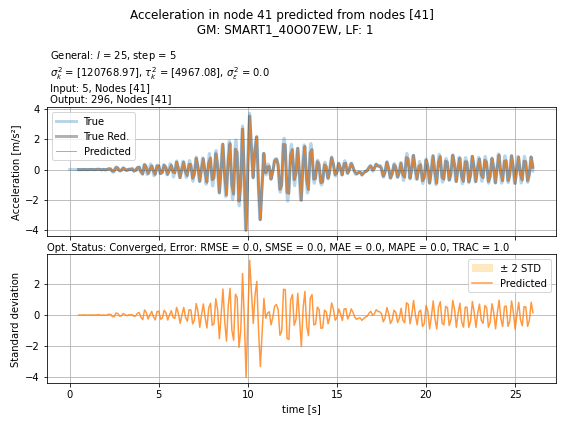 Acceleration in node 41 predicted from nodes [41]
GM: SMART1_40O07EW, LF: 1
General: l = 25, step = 5
σ²ₖ = [120768.97], τ²ₖ = [4967.08], σ²ₑ = 0.0
Input: 5, Nodes [41]
Output: 296, Nodes [41]
Acceleration [m/s²]
4
2
0
−2
−4
True
True Red.
Predicted
Opt. Status: Converged, Error: RMSE = 0.0, SMSE = 0.0, MAE = 0.0, MAPE = 0.0, TRAC = 1.0
Standard deviation
2
0
−2
−4
± 2 STD
Predicted
0 5 10 15 20 25
time [s]